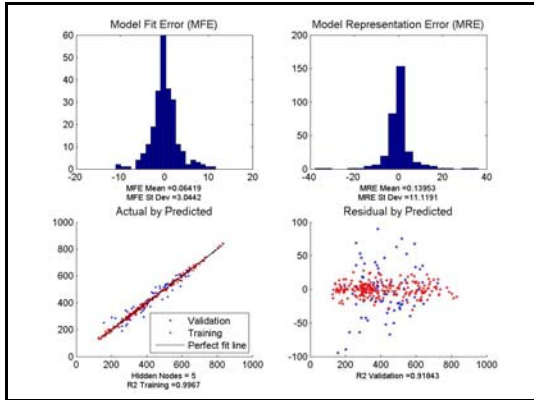 Model Fit Error (MFE)
60
50
40
30
20
10
0
-20 -10 0 10 20
MFE Mean =0.06419
MFE St Dev =3.0442
Model Representation Error (MRE)
200
150
100
50
0
-40 -20 0 20 40
MRE Mean =0.13953
MRE St Dev =11.1191
Actual by Predicted
1000
800
600
400
200
0
0 200 400 600 800 1000
Validation
Training
Perfect fit line
Hidden Nodes = 5
R2 Training =0.9967
Residual by Predicted
100
50
0
-50
-100
0 200 400 600 800 1000
R2 Validation =0.91843